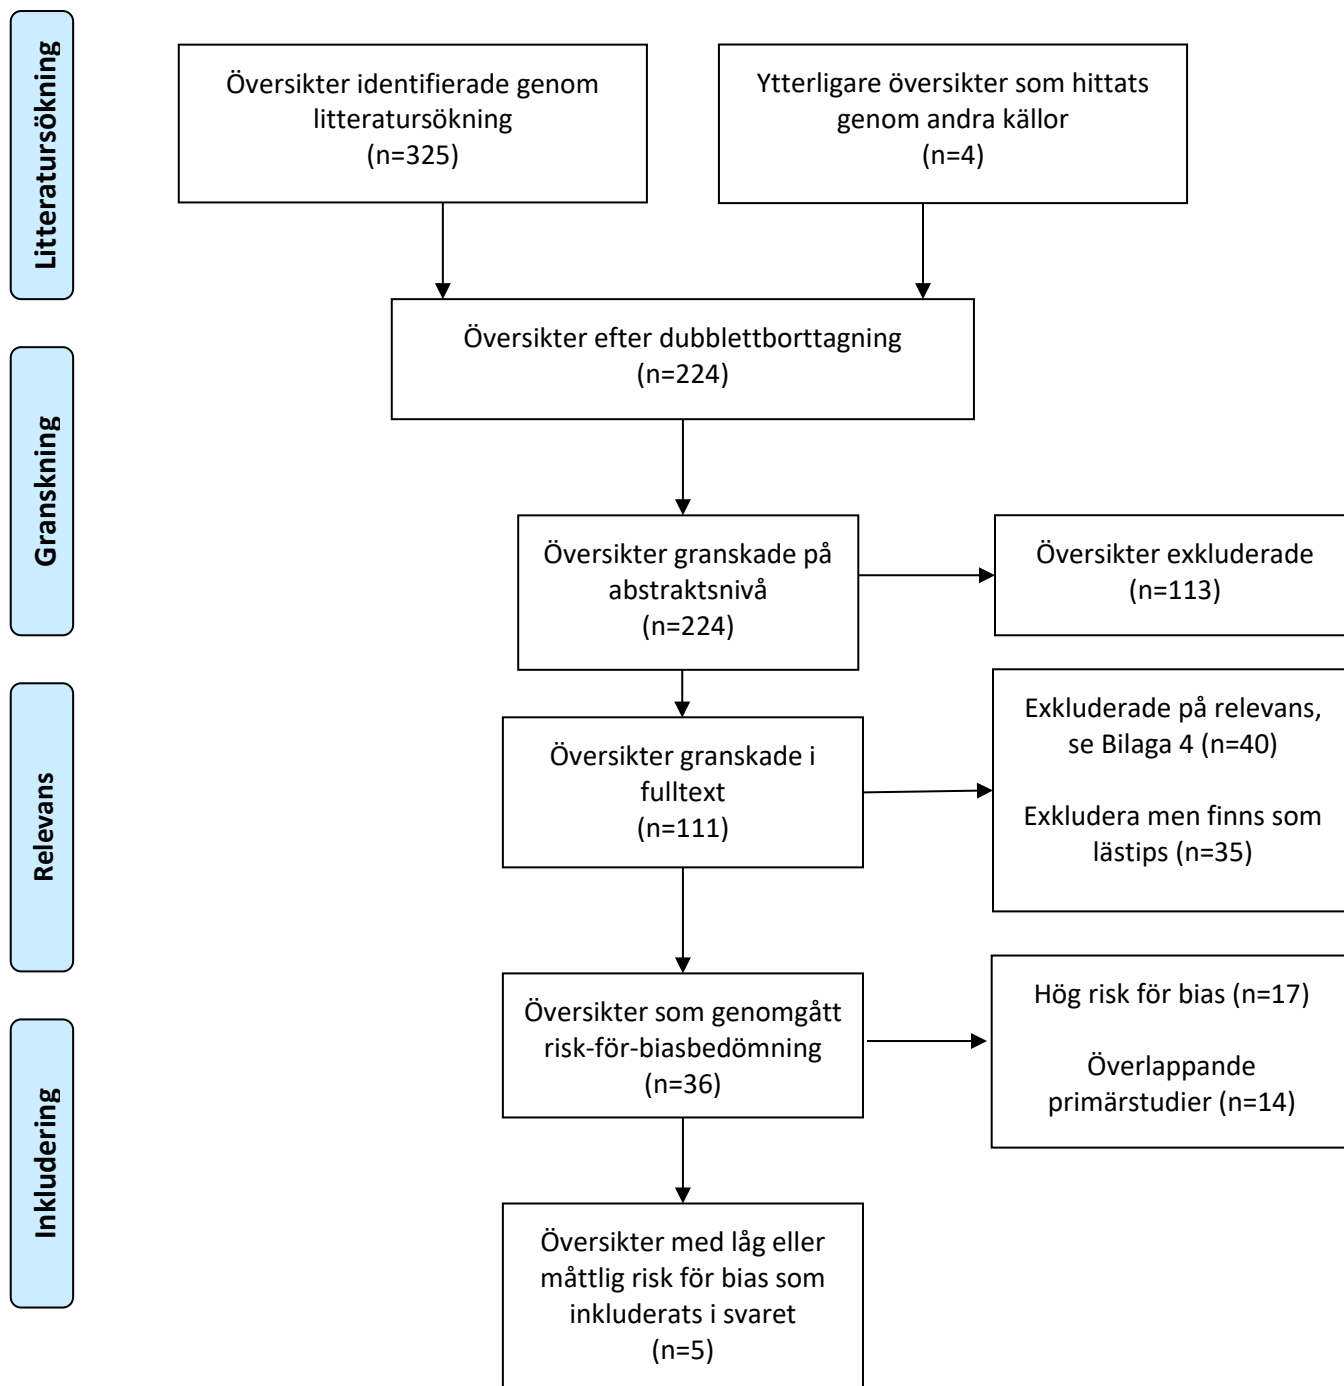 Litteratursökning
Översikter identifierade genom
litteratursökning
(n=325)
Ytterligare översikter som hittats
genom andra källor
(n=4)
Översikter efter dubblettborttagning
(n=224)
Granskning
Översikter granskade på
abstraktsnivå
(n=224)
Översikter exkluderade
(n=113)
Relevans
Översikter granskade i
fulltext
(n=111)
Exkluderade på relevans,
se Bilaga 4 (n=40)
Exkludera men finns som
lästips (n=35)
Inkludering
Översikter som genomgått
risk-för-biasbedömning
(n=36)
Hög risk för bias (n=17)
Överlappande
primärstudier (n=14)
Översikter med låg eller
måttlig risk för bias som
inkluderats i svaret
(n=5)